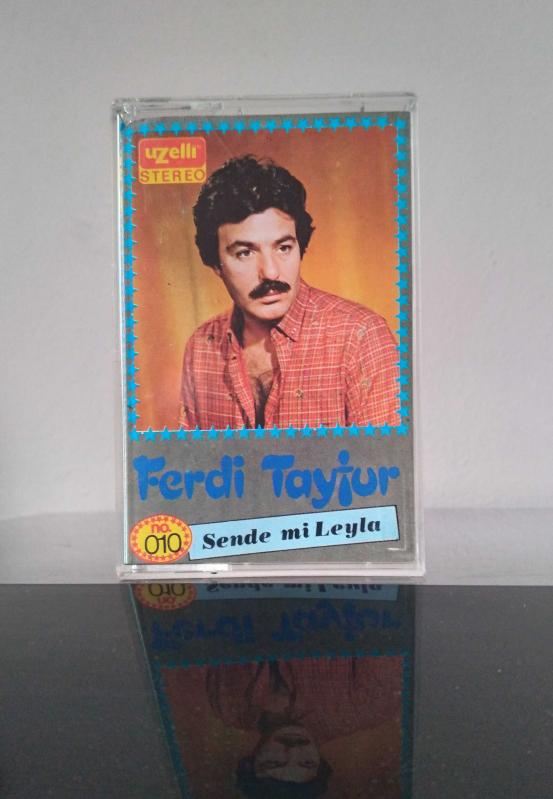 uzelli
STEREO
Ferdi Tayfur
no.
010
Sende mi Leyla